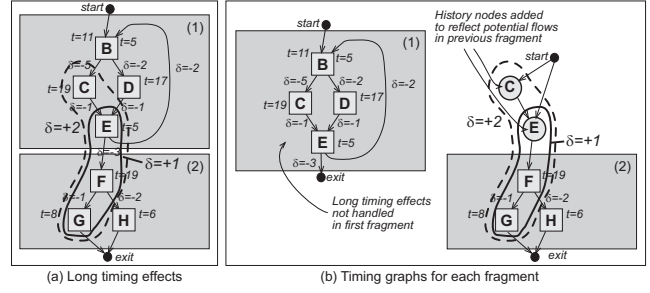 start
(1)
t=11
B
t=5
δ=-5
δ=-2
δ=-2
C
D
t=17
t=19
δ=-1
δ=-1
E
t=5
δ=+2
δ=-3
δ=+1
(2)
F
t=19
δ=-1
δ=-2
t=8
G
H
t=6
exit
(a) Long timing effects
start
(1)
B
t=11
t=5
δ=-5
δ=-2
δ=-2
C
D
t=17
t=19
δ=-1
δ=-1
E
t=5
δ=-3
exit
Long timing effects
not handled
in first fragment
History nodes added
to reflect potential flows
in previous fragment
start
C
δ=+2
E
δ=+1
(2)
F
t=19
δ=-1
δ=-2
t=8
G
H
t=6
exit
(b) Timing graphs for each fragment